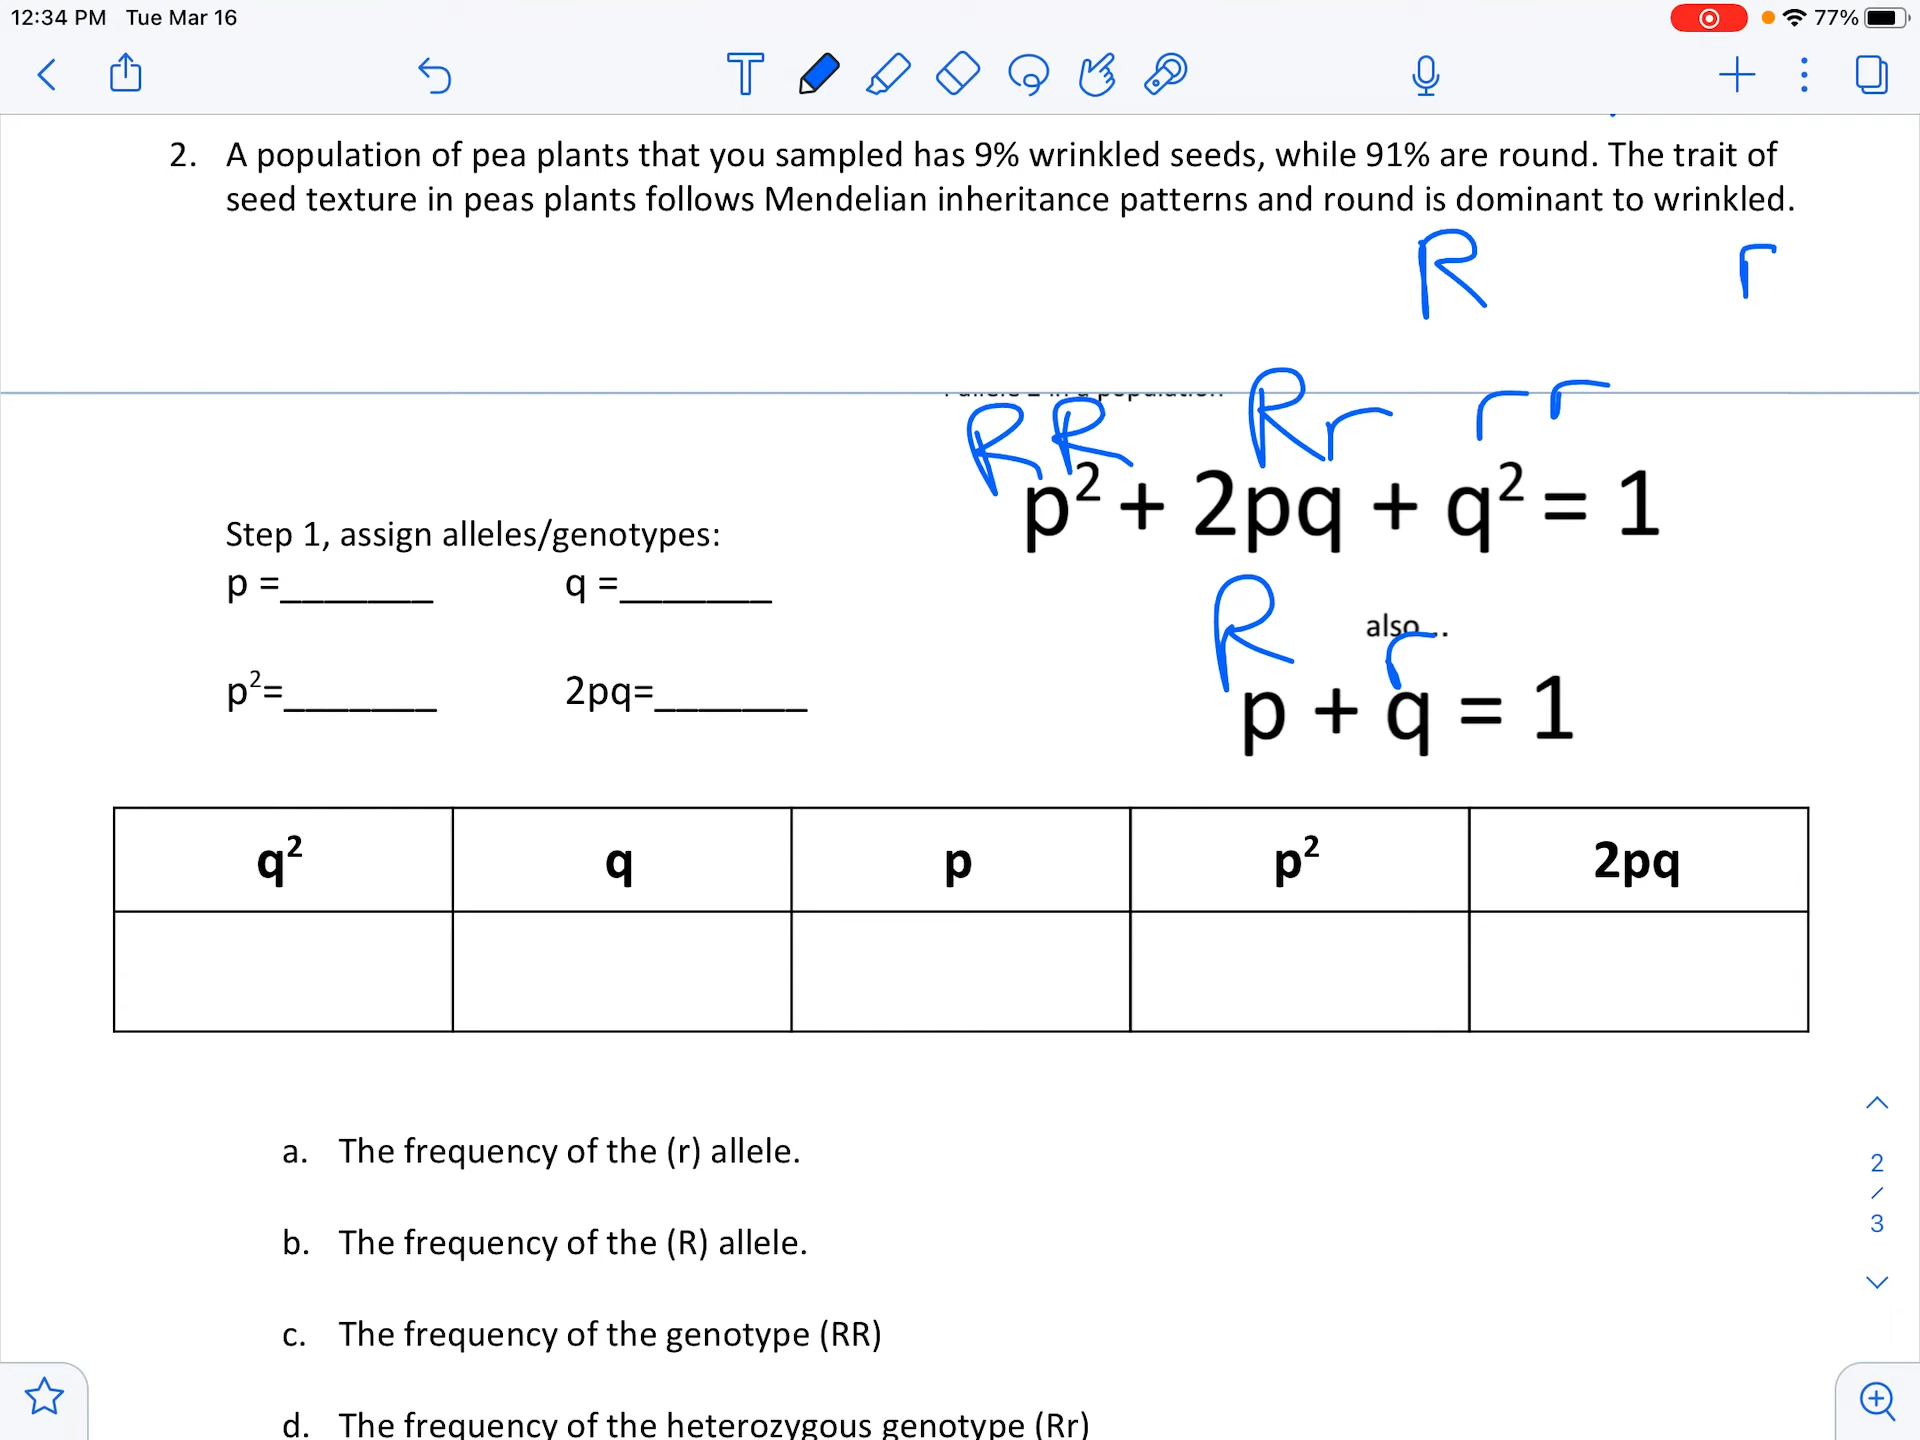 12:34 PM Tue Mar 16
77%
2. A population of pea plants that you sampled has 9% wrinkled seeds, while 91% are round. The trait of
seed texture in peas plants follows Mendelian inheritance patterns and round is dominant to wrinkled.
R r
RR Rr rr
p² + 2pq + q² = 1
Step 1, assign alleles/genotypes:
p =_______ q =_______
R r
also...
p²=_______ 2pq=_______
p + q = 1
q² q p p² 2pq
a. The frequency of the (r) allele.
b. The frequency of the (R) allele.
c. The frequency of the genotype (RR)
d. The frequency of the heterozygous genotype (Rr)
2
/
3